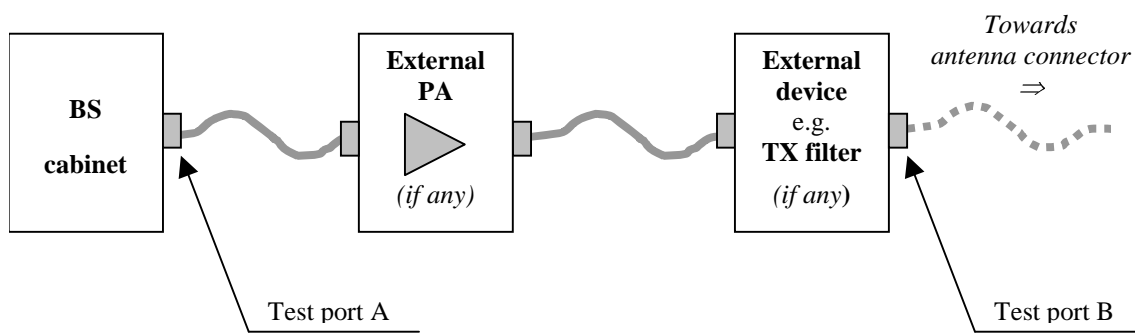 BS
cabinet
External
PA
(if any)
External
device
e.g.
TX filter
(if any)
Towards
antenna connector
⇒
Test port A
Test port B